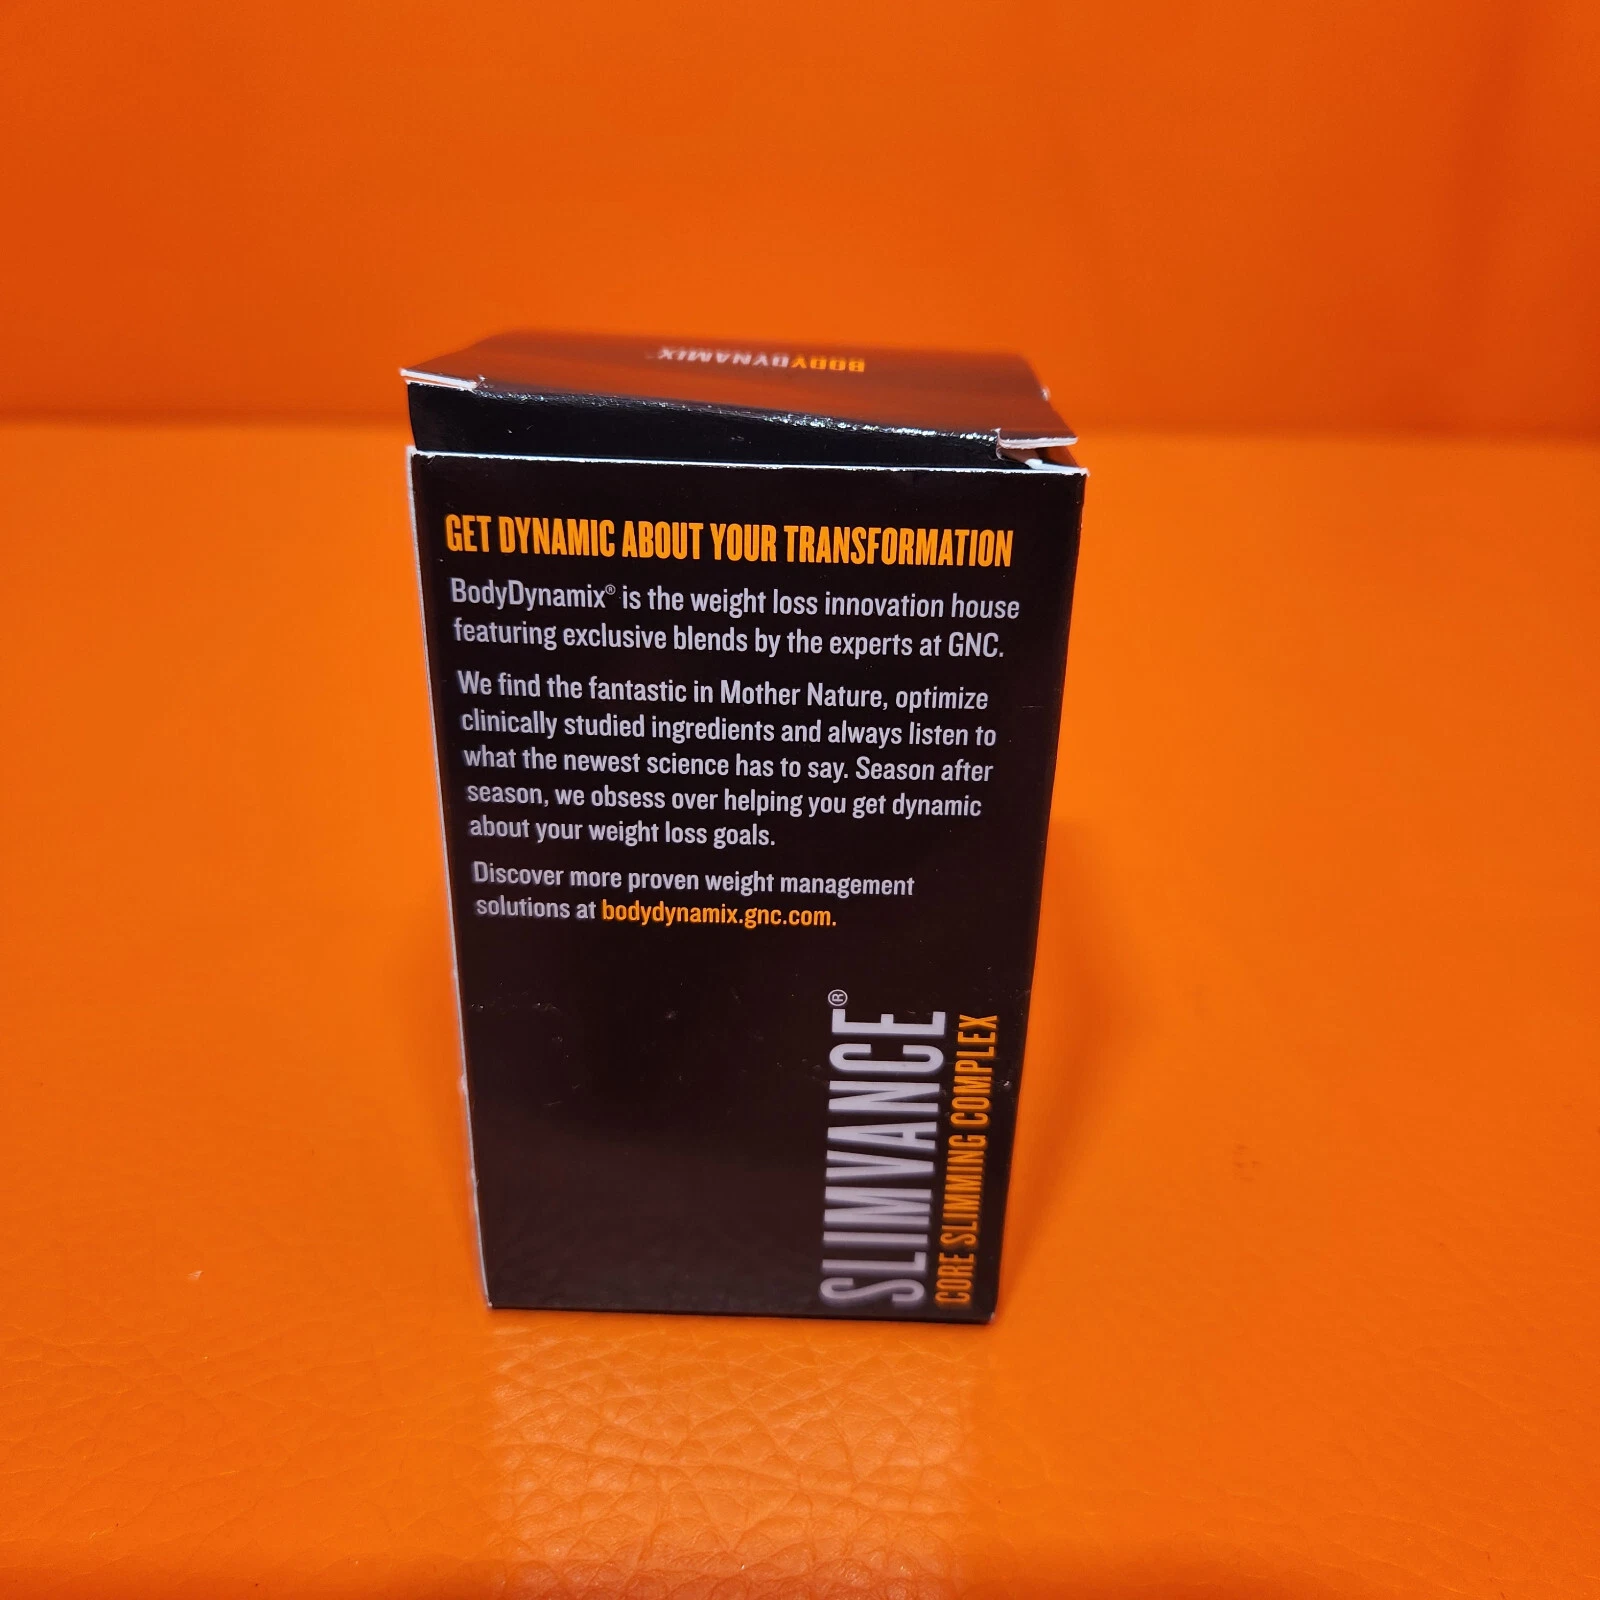 BODYDYNAMIX
GET DYNAMIC ABOUT YOUR TRANSFORMATION
BodyDynamix® is the weight loss innovation house
featuring exclusive blends by the experts at GNC.
We find the fantastic in Mother Nature, optimize
clinically studied ingredients and always listen to
what the newest science has to say. Season after
season, we obsess over helping you get dynamic
about your weight loss goals.
Discover more proven weight management
solutions at bodydynamix.gnc.com.
SLIMVANCE®
CORE SLIMMING COMPLEX